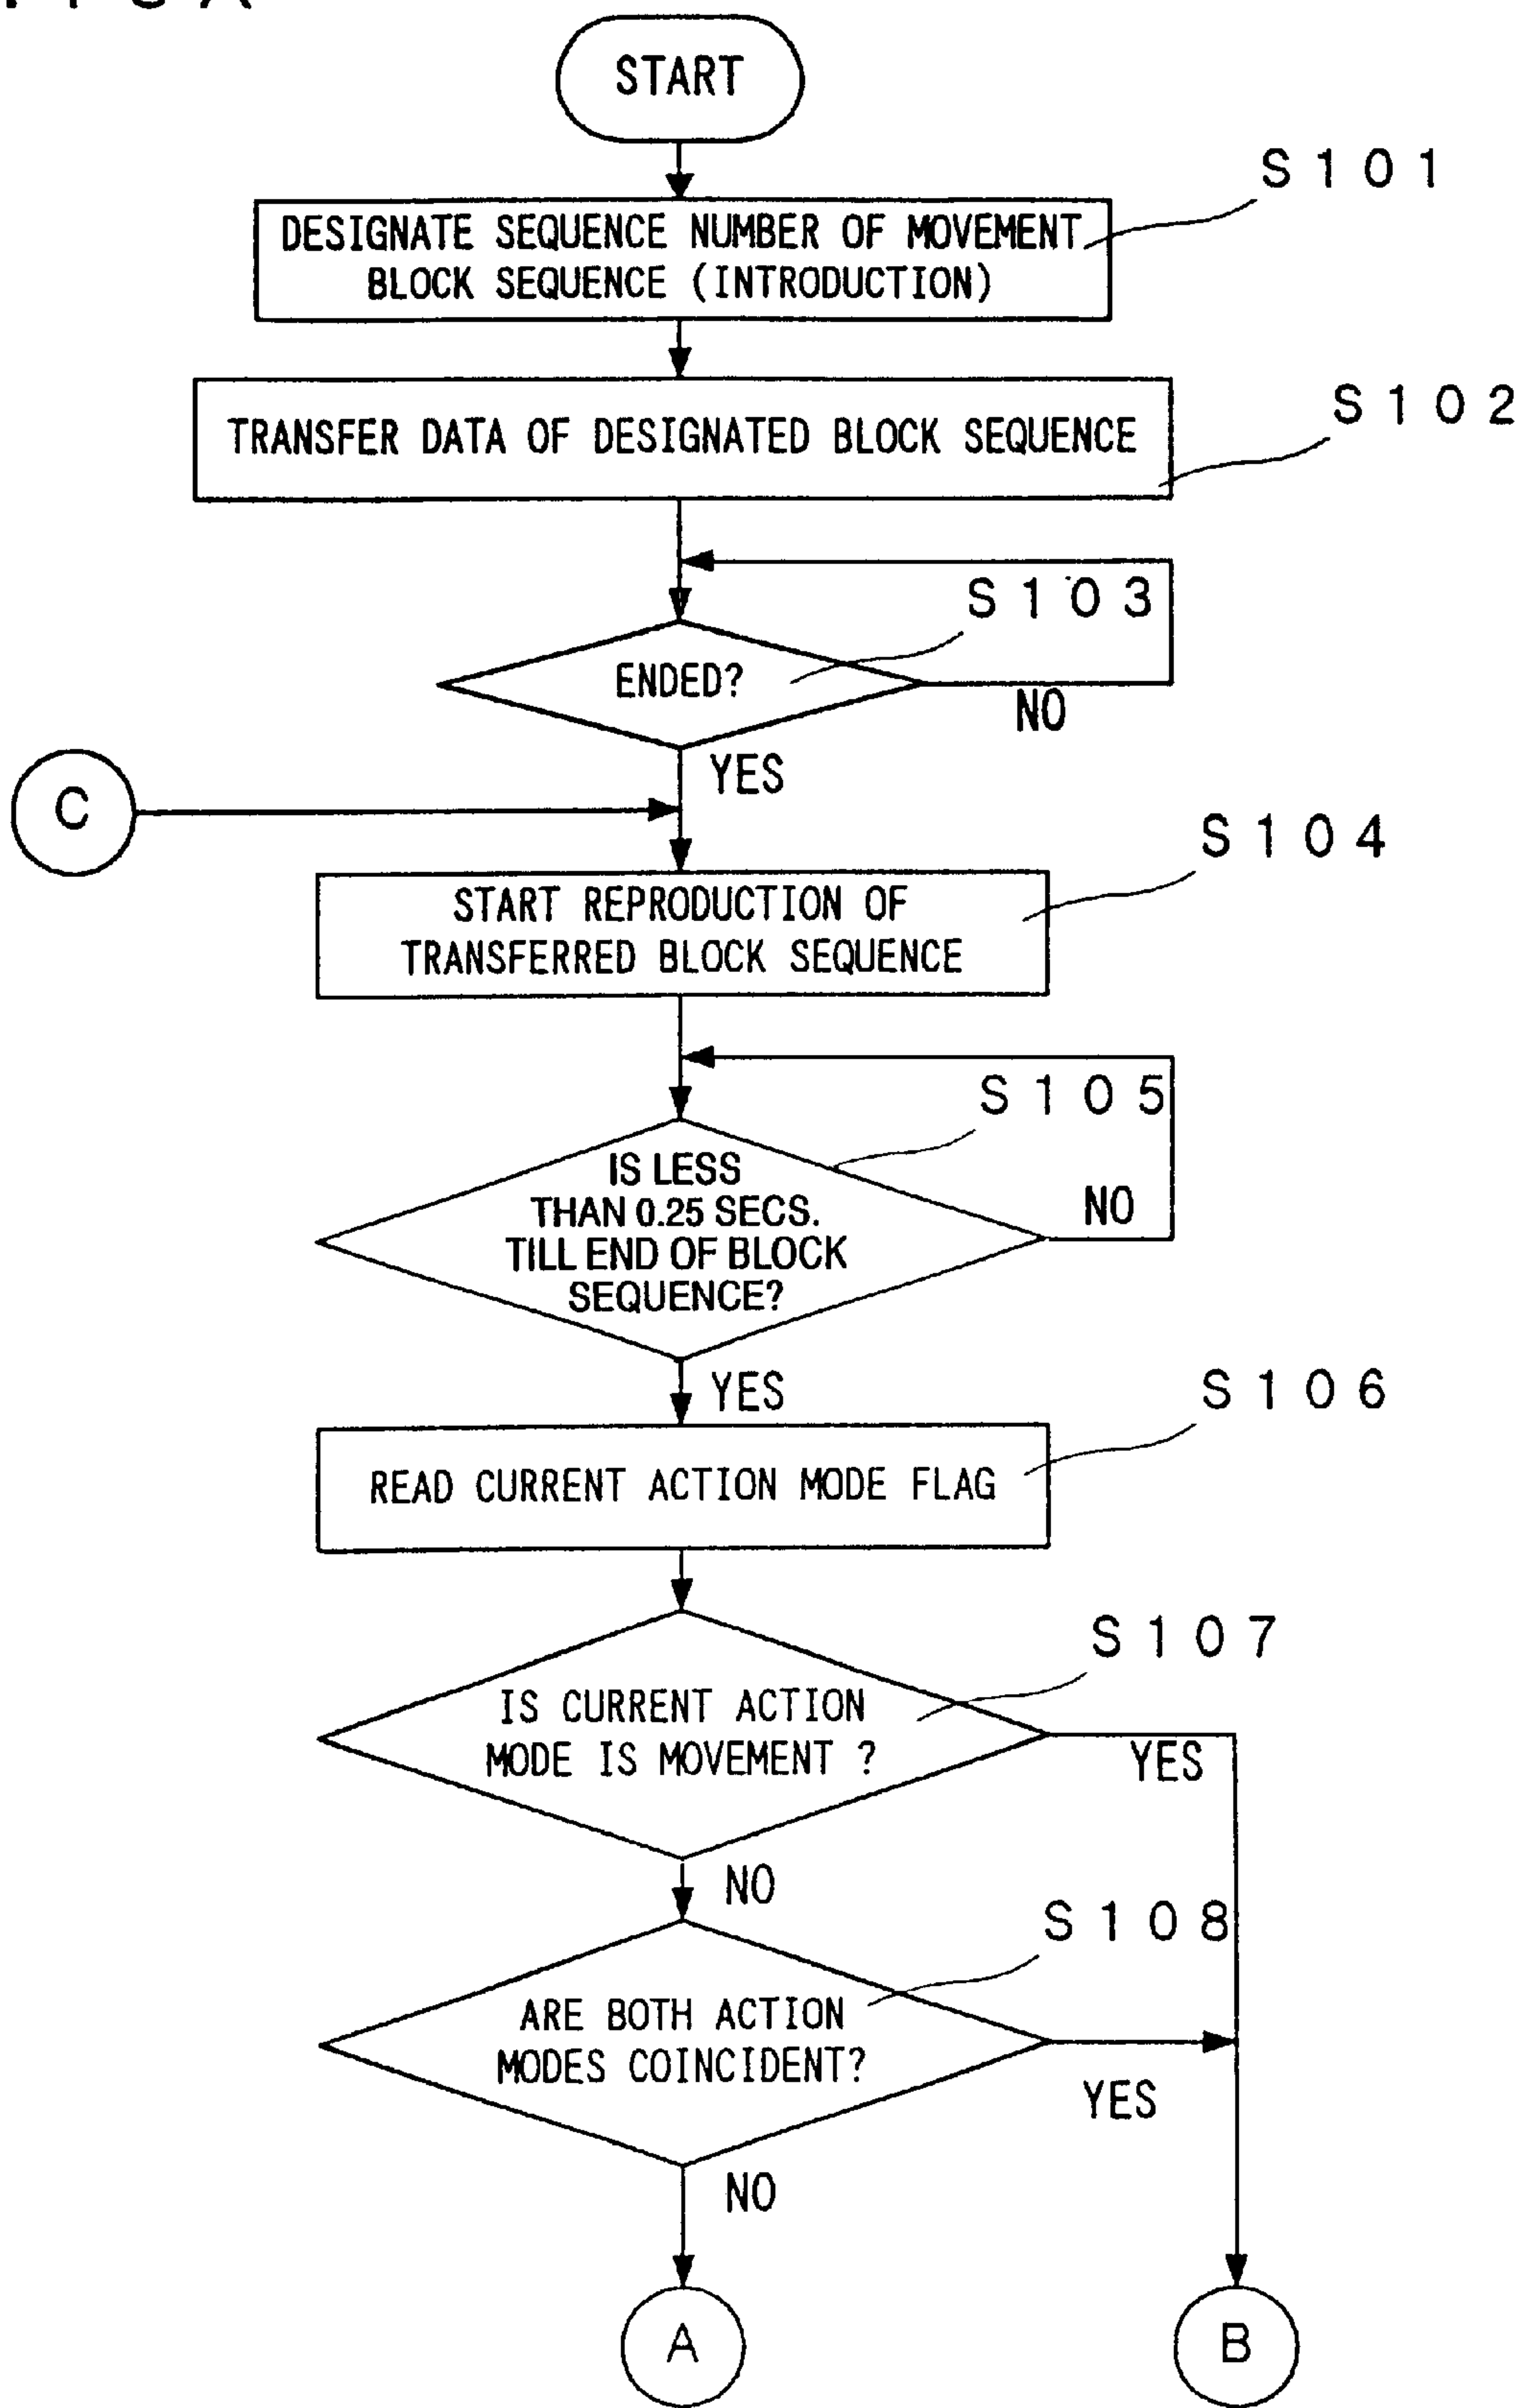 START
S101
DESIGNATE SEQUENCE NUMBER OF MOVEMENT
BLOCK SEQUENCE (INTRODUCTION)
S102
TRANSFER DATA OF DESIGNATED BLOCK SEQUENCE
S103
ENDED?
NO
YES
C
S104
START REPRODUCTION OF
TRANSFERRED BLOCK SEQUENCE
S105
IS LESS
THAN 0.25 SECS.
TILL END OF BLOCK
SEQUENCE?
NO
YES
S106
READ CURRENT ACTION MODE FLAG
S107
IS CURRENT ACTION
MODE IS MOVEMENT ?
YES
NO
S108
ARE BOTH ACTION
MODES COINCIDENT?
YES
NO
A
B